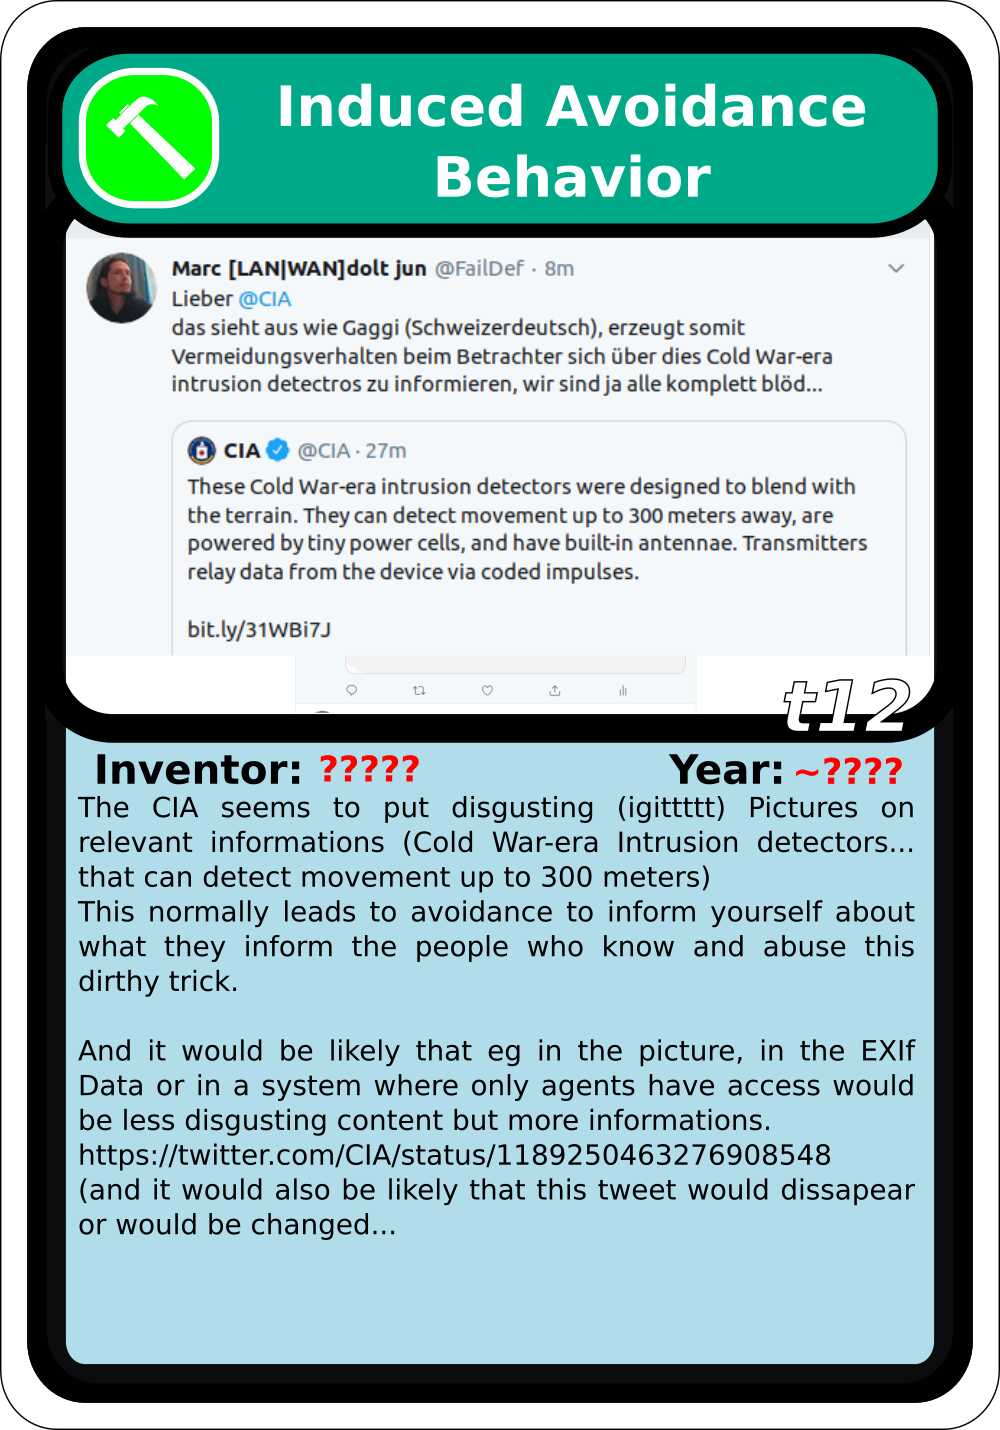 Induced Avoidance
Behavior
Marc [LAN|WAN]dolt jun @FailDef · 8m
Lieber @CIA
das sieht aus wie Gaggi (Schweizerdeutsch), erzeugt somit
Vermeidungsverhalten beim Betrachter sich über dies Cold War-era
intrusion detectros zu informieren, wir sind ja alle komplett blöd...
CIA @CIA · 27m
These Cold War-era intrusion detectors were designed to blend with
the terrain. They can detect movement up to 300 meters away, are
powered by tiny power cells, and have built-in antennae. Transmitters
relay data from the device via coded impulses.
bit.ly/31WBi7J
t12
Inventor: ????? Year: ~????
The CIA seems to put disgusting (igittttt) Pictures on
relevant informations (Cold War-era Intrusion detectors...
that can detect movement up to 300 meters)
This normally leads to avoidance to inform yourself about
what they inform the people who know and abuse this
dirthy trick.
And it would be likely that eg in the picture, in the EXIf
Data or in a system where only agents have access would
be less disgusting content but more informations.
https://twitter.com/CIA/status/1189250463276908548
(and it would also be likely that this tweet would dissapear
or would be changed...